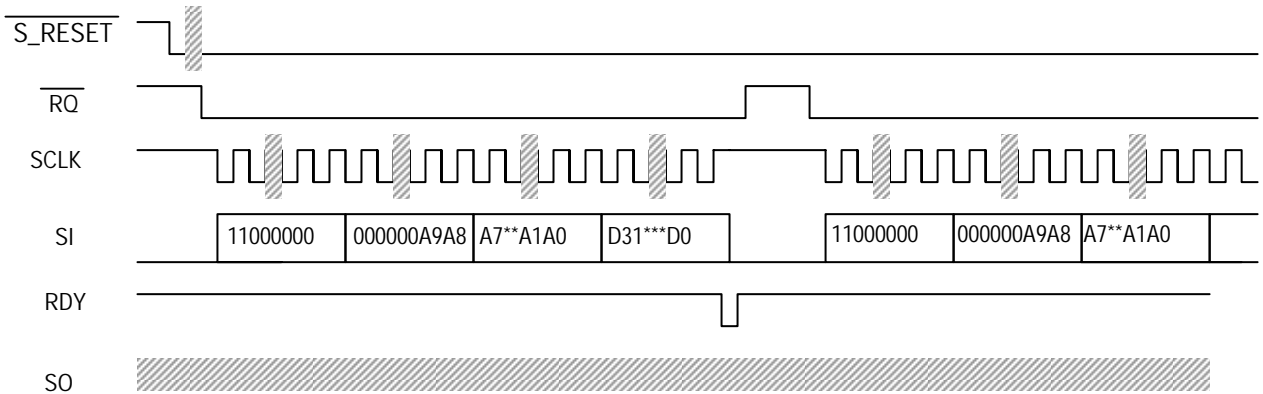 S_RESET
RQ
SCLK
SI 11000000 000000A9A8 A7**A1A0 D31***D0 11000000 000000A9A8 A7**A1A0
RDY
SO